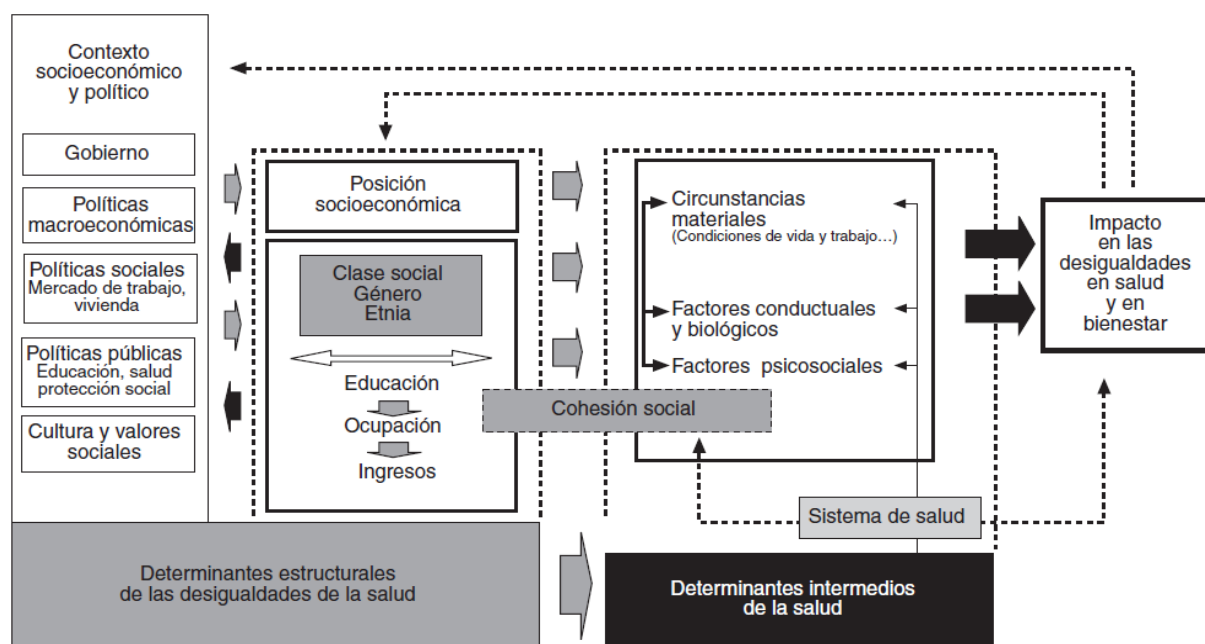 Contexto
socioeconómico
y político
Gobierno
Políticas
macroeconómicas
Políticas sociales
Mercado de trabajo,
vivienda
Políticas públicas
Educación, salud
protección social
Cultura y valores
sociales
Posición
socioeconómica
Clase social
Género
Etnia
Educación
Ocupación
Ingresos
Cohesión social
Circunstancias
materiales
(Condiciones de vida y trabajo…)
Factores conductuales
y biológicos
Factores psicosociales
Sistema de salud
Impacto
en las
desigualdades
en salud
y en
bienestar
Determinantes estructurales
de las desigualdades de la salud
Determinantes intermedios
de la salud